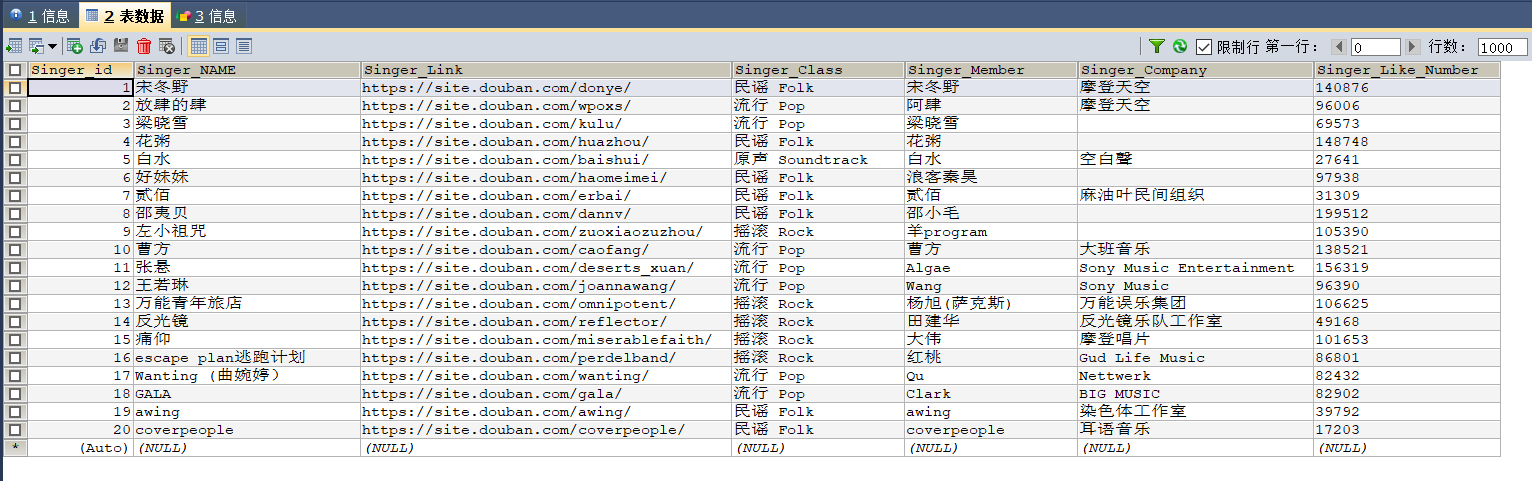 1 信息 2 表数据 3 信息
限制行 第一行: 0 行数: 1000
Singer_id Singer_NAME Singer_Link Singer_Class Singer_Member Singer_Company Singer_Like_Number
1 宋冬野 https://site.douban.com/donye/ 民谣 Folk 宋冬野 摩登天空 140876
2 放肆的肆 https://site.douban.com/wpoxs/ 流行 Pop 阿肆 摩登天空 96006
3 梁晓雪 https://site.douban.com/kulu/ 流行 Pop 梁晓雪 69573
4 花粥 https://site.douban.com/huazhou/ 民谣 Folk 花粥 148748
5 白水 https://site.douban.com/baishui/ 原声 Soundtrack 白水 空白聲 27641
6 好妹妹 https://site.douban.com/haomeimei/ 民谣 Folk 浪客秦昊 97938
7 贰佰 https://site.douban.com/erbai/ 民谣 Folk 贰佰 麻油叶民间组织 31309
8 邵夷贝 https://site.douban.com/dannv/ 民谣 Folk 邵小毛 199512
9 左小祖咒 https://site.douban.com/zuoxiaozuzhou/ 摇滚 Rock 羊program 105390
10 曹方 https://site.douban.com/caofang/ 流行 Pop 曹方 大班音乐 138521
11 张悬 https://site.douban.com/deserts_xuan/ 流行 Pop Algae Sony Music Entertainment 156319
12 王若琳 https://site.douban.com/joannawang/ 流行 Pop Wang Sony Music 96390
13 万能青年旅店 https://site.douban.com/omnipotent/ 摇滚 Rock 杨旭(萨克斯) 万能误乐集团 106625
14 反光镜 https://site.douban.com/reflector/ 摇滚 Rock 田建华 反光镜乐队工作室 49168
15 痛仰 https://site.douban.com/miserablefaith/ 摇滚 Rock 大伟 摩登唱片 101653
16 escape plan逃跑计划 https://site.douban.com/perdelband/ 摇滚 Rock 红桃 Gud Life Music 86801
17 Wanting (曲婉婷） https://site.douban.com/wanting/ 流行 Pop Qu Nettwerk 82432
18 GALA https://site.douban.com/gala/ 流行 Pop Clark BIG MUSIC 82902
19 awing https://site.douban.com/awing/ 民谣 Folk awing 染色体工作室 39792
20 coverpeople https://site.douban.com/coverpeople/ 民谣 Folk coverpeople 耳语音乐 17203
* (Auto) (NULL) (NULL) (NULL) (NULL) (NULL) (NULL)